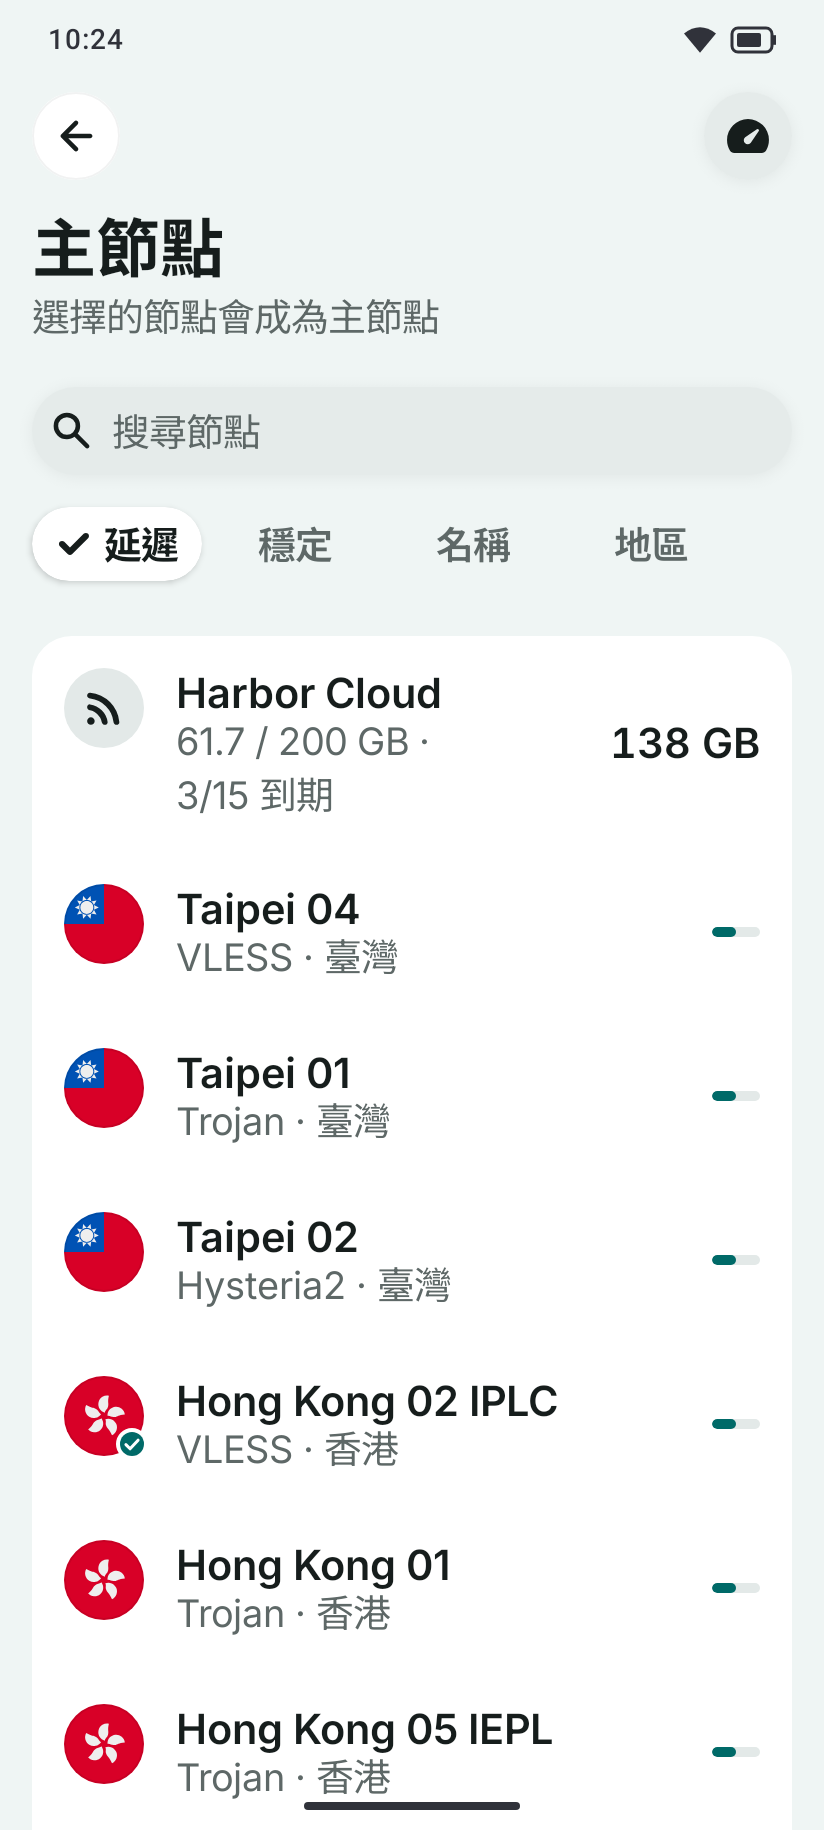 10:24
主節點
選擇的節點會成為主節點
搜尋節點
延遲 穩定 名稱 地區
Harbor Cloud
61.7 / 200 GB ·
3/15 到期
138 GB
Taipei 04
VLESS · 臺灣
Taipei 01
Trojan · 臺灣
Taipei 02
Hysteria2 · 臺灣
Hong Kong 02 IPLC
VLESS · 香港
Hong Kong 01
Trojan · 香港
Hong Kong 05 IEPL
Trojan · 香港